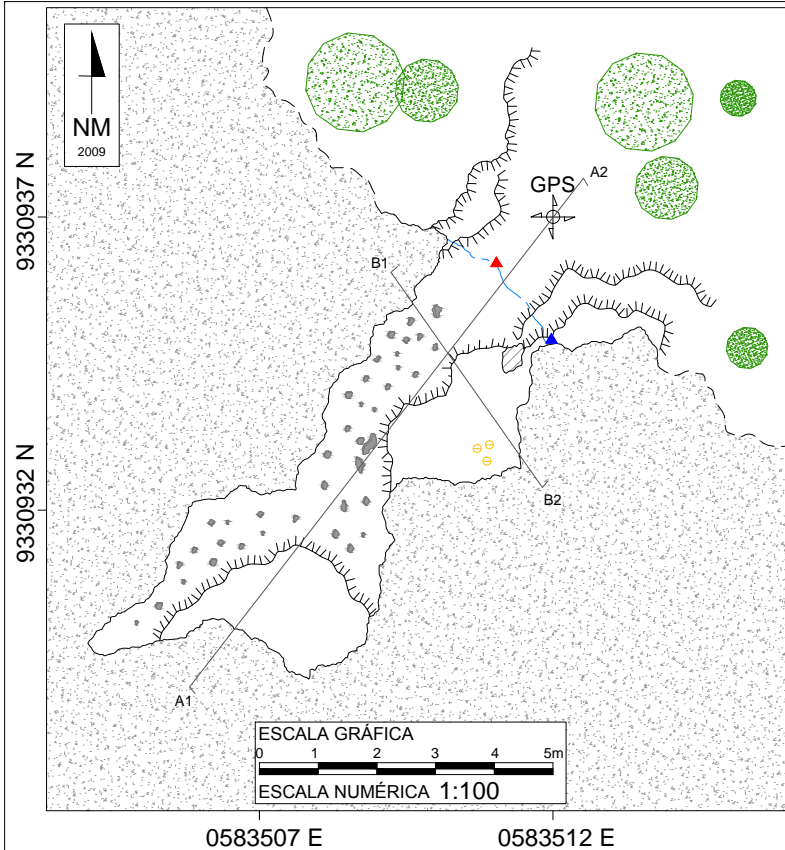 NM
2009
9330937 N
GPS
A2
B1
9330932 N
B2
A1
ESCALA GRÁFICA
0 1 2 3 4 5m
ESCALA NUMÉRICA 1:100
0583507 E
0583512 E